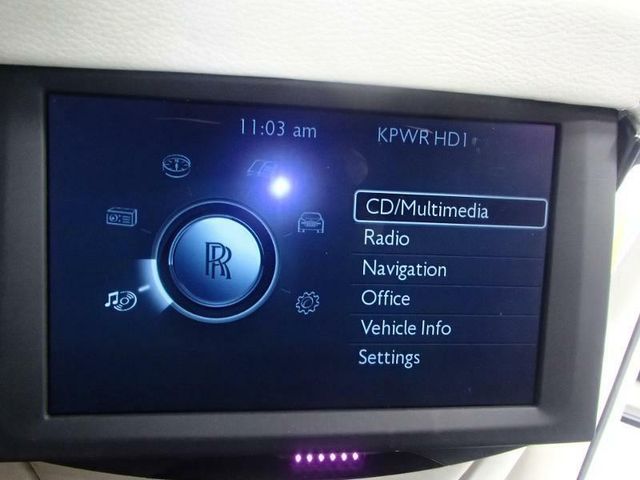 11:03 am KPWR HD1
CD/Multimedia
Radio
RR
Navigation
Office
Vehicle Info
Settings